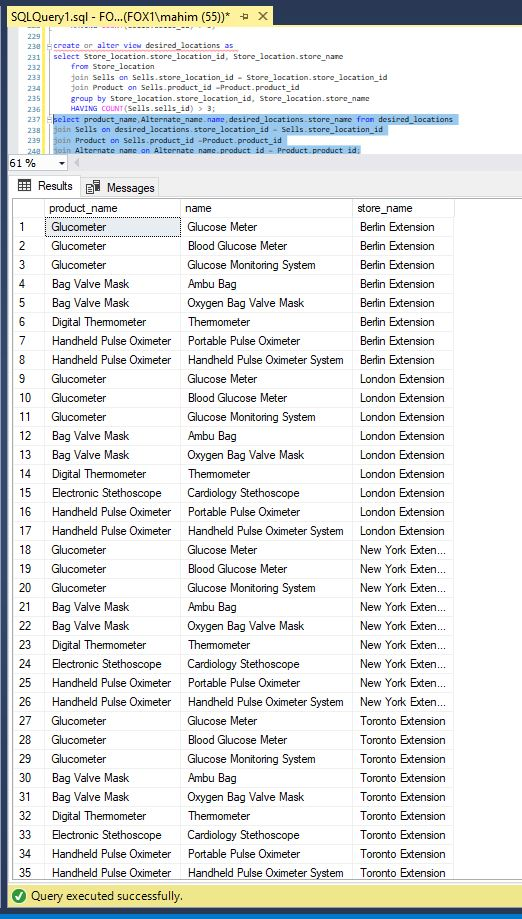 SQLQuery1.sql - FO...(FOX1\mahim (55))*
229
230 create or alter view desired_locations as
231 select Store_location.store_location_id, Store_location.store_name
232 from Store_location
233 join Sells on Sells.store_location_id = Store_location.store_location_id
234 join Product on Sells.product_id =Product.product_id
235 group by Store_location.store_location_id, Store_location.store_name
236 HAVING COUNT(Sells.sells_id) > 3;
237 select product_name,Alternate_name.name,desired_locations.store_name from desired_locations
238 join Sells on desired_locations.store_location_id = Sells.store_location_id
239 join Product on Sells.product_id =Product.product_id
240 join Alternate_name on Alternate_name.product_id = Product.product_id;
61 %
Results Messages
product_name name store_name
1 Glucometer Glucose Meter Berlin Extension
2 Glucometer Blood Glucose Meter Berlin Extension
3 Glucometer Glucose Monitoring System Berlin Extension
4 Bag Valve Mask Ambu Bag Berlin Extension
5 Bag Valve Mask Oxygen Bag Valve Mask Berlin Extension
6 Digital Thermometer Thermometer Berlin Extension
7 Handheld Pulse Oximeter Portable Pulse Oximeter Berlin Extension
8 Handheld Pulse Oximeter Handheld Pulse Oximeter System Berlin Extension
9 Glucometer Glucose Meter London Extension
10 Glucometer Blood Glucose Meter London Extension
11 Glucometer Glucose Monitoring System London Extension
12 Bag Valve Mask Ambu Bag London Extension
13 Bag Valve Mask Oxygen Bag Valve Mask London Extension
14 Digital Thermometer Thermometer London Extension
15 Electronic Stethoscope Cardiology Stethoscope London Extension
16 Handheld Pulse Oximeter Portable Pulse Oximeter London Extension
17 Handheld Pulse Oximeter Handheld Pulse Oximeter System London Extension
18 Glucometer Glucose Meter New York Exten...
19 Glucometer Blood Glucose Meter New York Exten...
20 Glucometer Glucose Monitoring System New York Exten...
21 Bag Valve Mask Ambu Bag New York Exten...
22 Bag Valve Mask Oxygen Bag Valve Mask New York Exten...
23 Digital Thermometer Thermometer New York Exten...
24 Electronic Stethoscope Cardiology Stethoscope New York Exten...
25 Handheld Pulse Oximeter Portable Pulse Oximeter New York Exten...
26 Handheld Pulse Oximeter Handheld Pulse Oximeter System New York Exten...
27 Glucometer Glucose Meter Toronto Extension
28 Glucometer Blood Glucose Meter Toronto Extension
29 Glucometer Glucose Monitoring System Toronto Extension
30 Bag Valve Mask Ambu Bag Toronto Extension
31 Bag Valve Mask Oxygen Bag Valve Mask Toronto Extension
32 Digital Thermometer Thermometer Toronto Extension
33 Electronic Stethoscope Cardiology Stethoscope Toronto Extension
34 Handheld Pulse Oximeter Portable Pulse Oximeter Toronto Extension
35 Handheld Pulse Oximeter Handheld Pulse Oximeter System Toronto Extension
Query executed successfully.